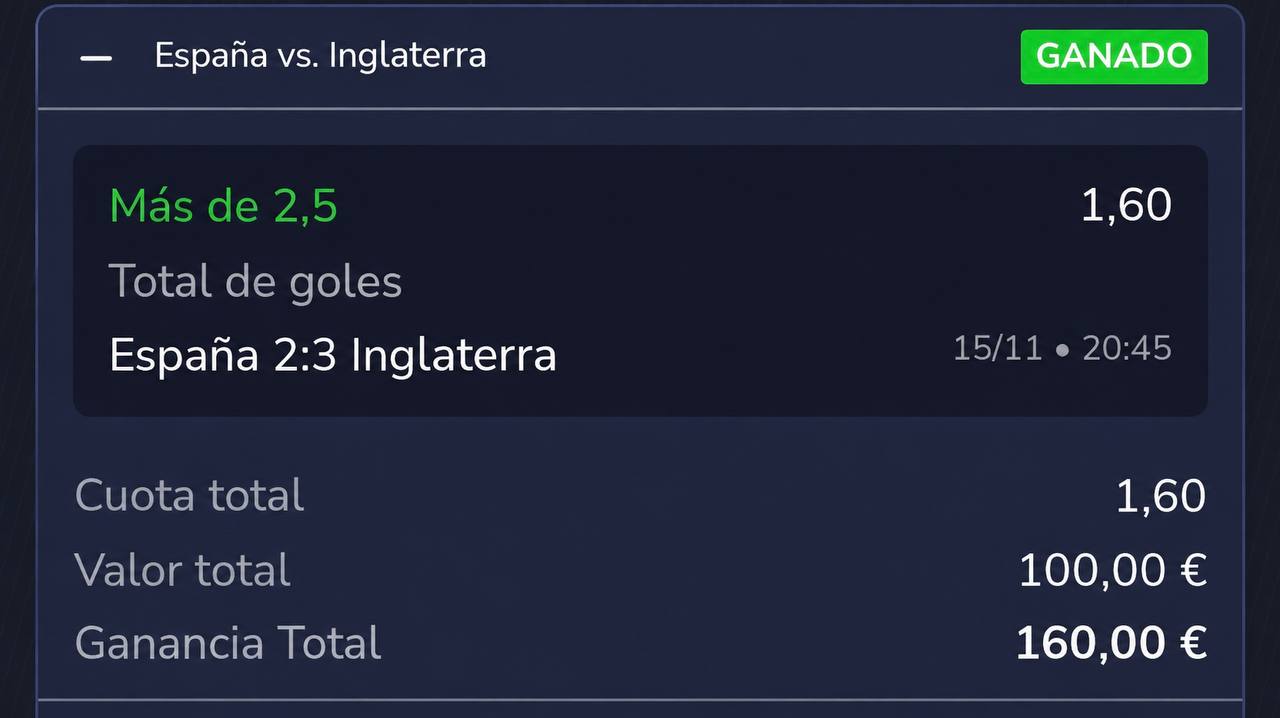 España vs. Inglaterra GANADO
Más de 2,5 1,60
Total de goles
España 2:3 Inglaterra 15/11 • 20:45
Cuota total 1,60
Valor total 100,00 €
Ganancia Total 160,00 €